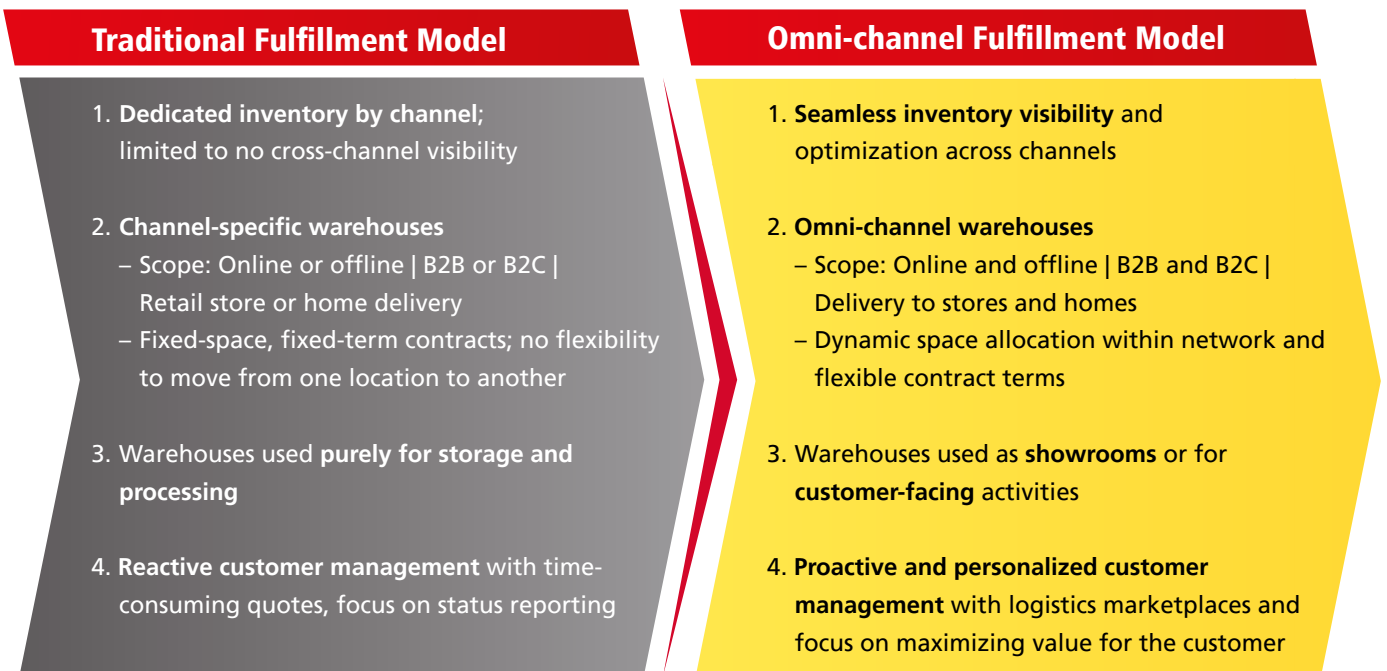 Traditional Fulfillment Model
1. Dedicated inventory by channel;
limited to no cross-channel visibility
2. Channel-specific warehouses
– Scope: Online or offline | B2B or B2C |
Retail store or home delivery
– Fixed-space, fixed-term contracts; no flexibility
to move from one location to another
3. Warehouses used purely for storage and
processing
4. Reactive customer management with time-
consuming quotes, focus on status reporting
Omni-channel Fulfillment Model
1. Seamless inventory visibility and
optimization across channels
2. Omni-channel warehouses
– Scope: Online and offline | B2B and B2C |
Delivery to stores and homes
– Dynamic space allocation within network and
flexible contract terms
3. Warehouses used as showrooms or for
customer-facing activities
4. Proactive and personalized customer
management with logistics marketplaces and
focus on maximizing value for the customer